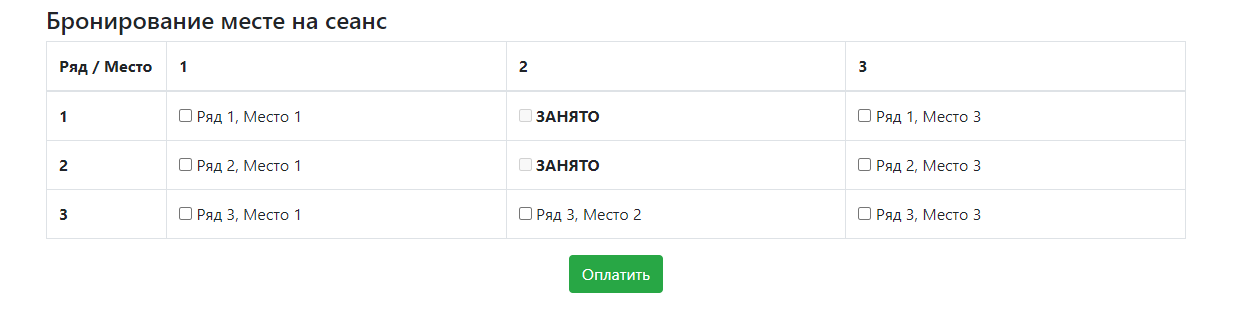 Бронирование месте на сеанс
Ряд / Место 1 2 3
1 Ряд 1, Место 1 ЗАНЯТО Ряд 1, Место 3
2 Ряд 2, Место 1 ЗАНЯТО Ряд 2, Место 3
3 Ряд 3, Место 1 Ряд 3, Место 2 Ряд 3, Место 3
Оплатить